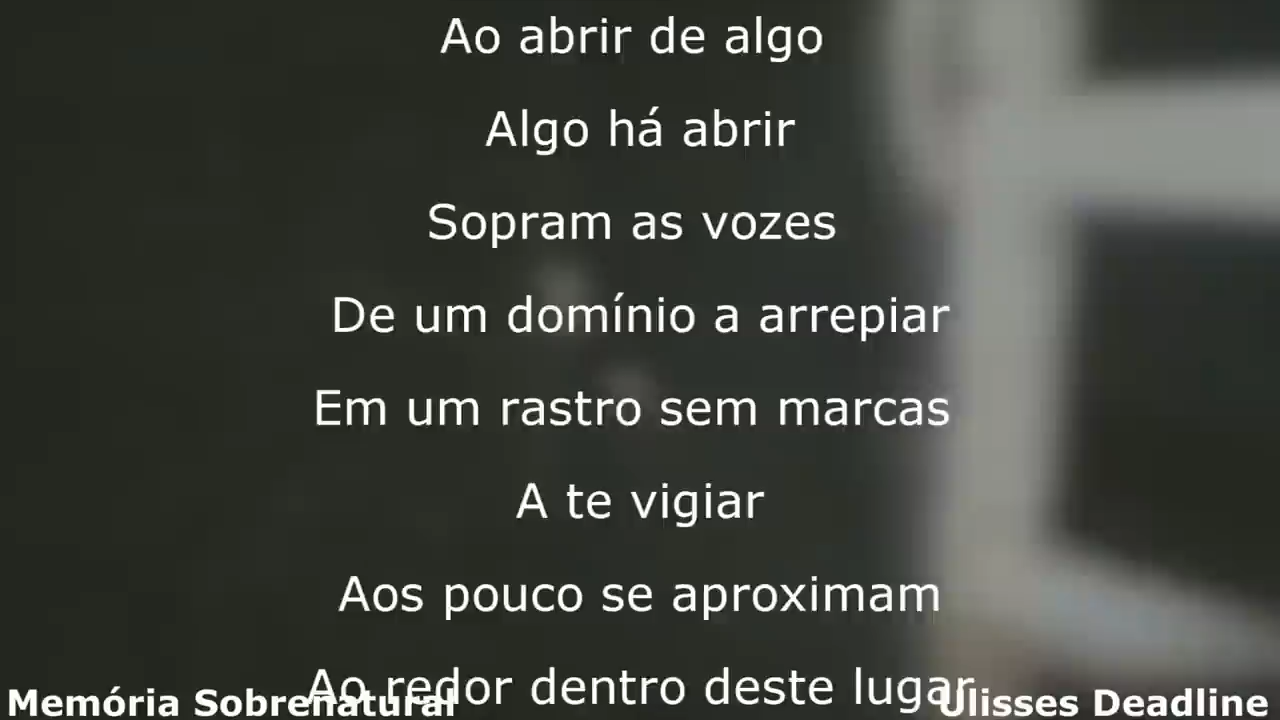 Ao abrir de algo
Algo há abrir
Sopram as vozes
De um domínio a arrepiar
Em um rastro sem marcas
A te vigiar
Aos pouco se aproximam
Ao redor dentro deste lugar
Memória Sobrenatural
Ulisses Deadline